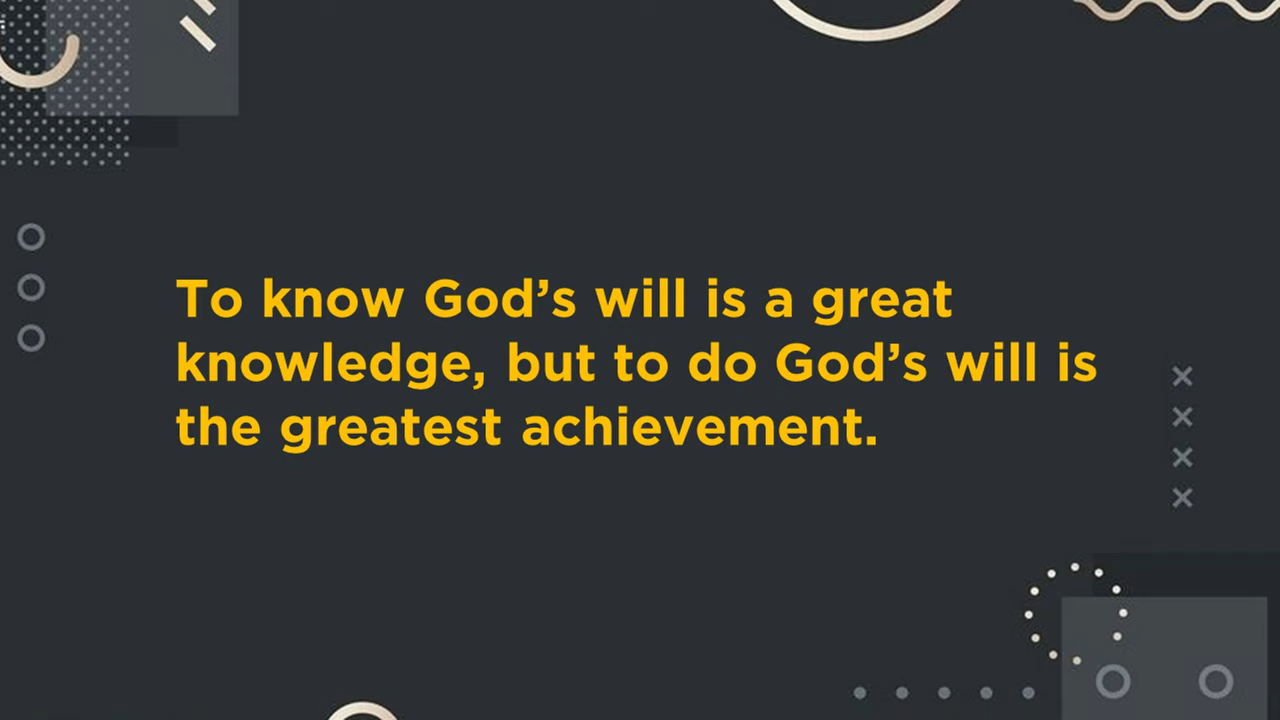 To know God’s will is a great
knowledge, but to do God’s will is
the greatest achievement.